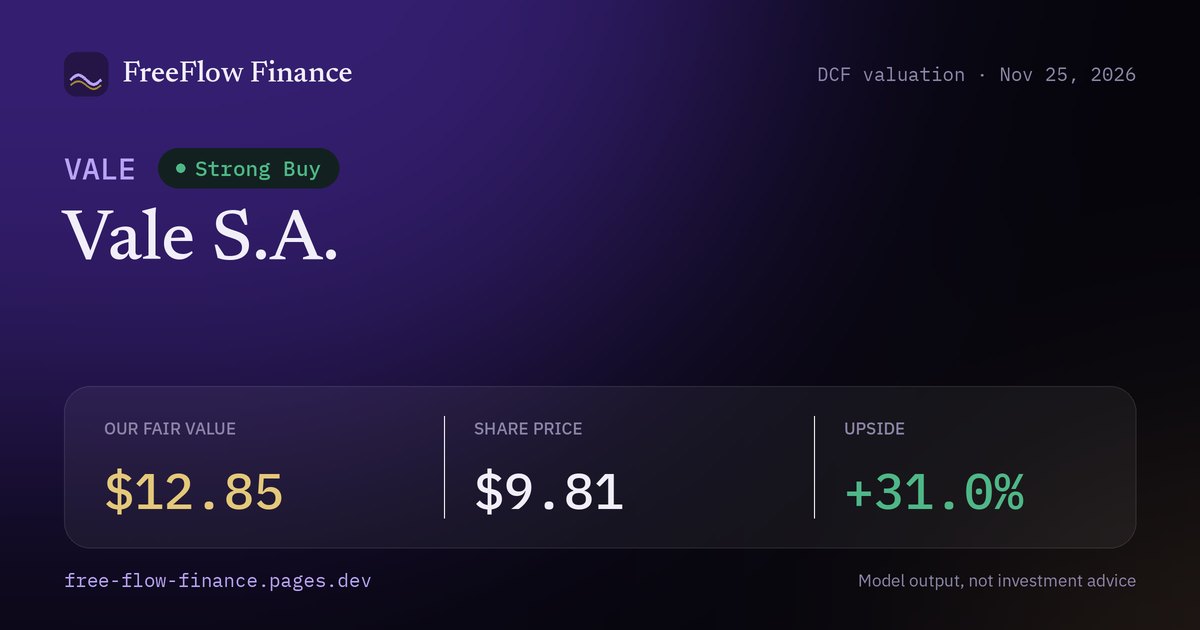 FreeFlow Finance
DCF valuation · Nov 25, 2026
VALE
Strong Buy
Vale S.A.
OUR FAIR VALUE
$12.85
SHARE PRICE
$9.81
UPSIDE
+31.0%
free-flow-finance.pages.dev
Model output, not investment advice